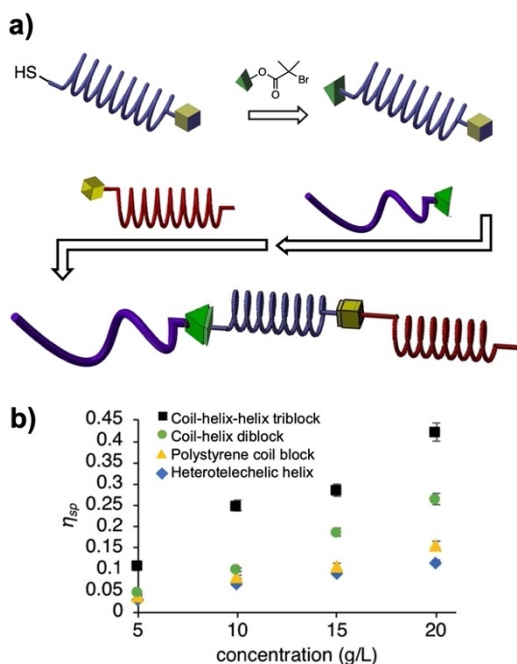 a)
HS
O
Br
O
b)
0.45
0.4
0.35
0.3
0.25
0.2
0.15
0.1
0.05
0
ηsp
Coil-helix-helix triblock
Coil-helix diblock
Polystyrene coil block
Heterotelechelic helix
5 10 15 20
concentration (g/L)